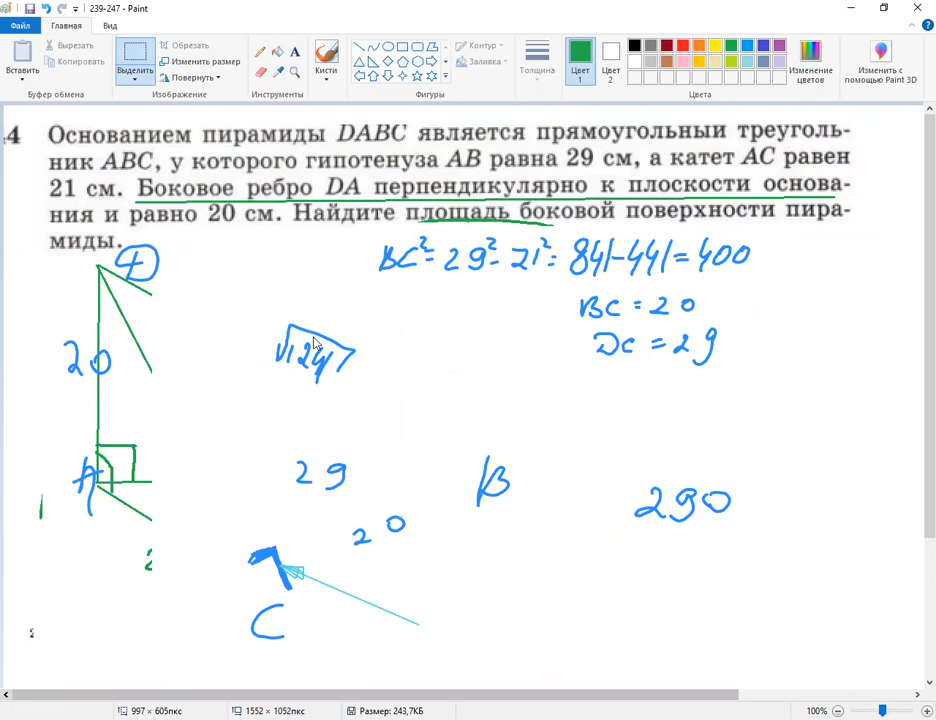 239-247 - Paint
Файл Главная Вид
Вставить
Вырезать
Копировать
Буфер обмена
Выделить
Обрезать
Изменить размер
Повернуть
Изображение
Инструменты
Кисти
Фигуры
Контур
Заливка
Толщина
Цвет 1
Цвет 2
Изменение цветов
Цвета
Изменить с помощью Paint 3D
4 Основанием пирамиды DABC является прямоугольный треуголь-
ник ABC, у которого гипотенуза AB равна 29 см, а катет AC равен
21 см. Боковое ребро DA перпендикулярно к плоскости основа-
ния и равно 20 см. Найдите площадь боковой поверхности пира-
миды.
BC² = 29² - 21² = 841 - 441 = 400
BC = 20
DC = 29
20
√1241
A
29
B
290
20
C
2
997 × 605пкс
1552 × 1052пкс
Размер: 243,7КБ
100%